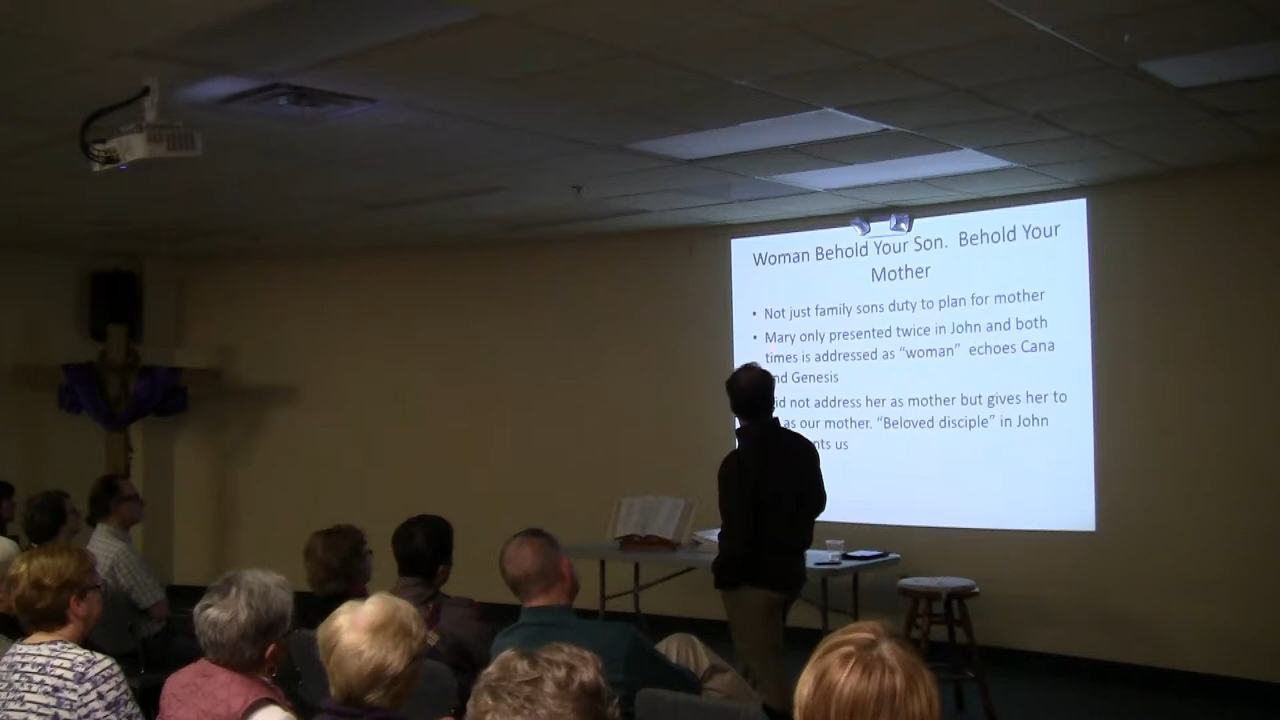 Woman Behold Your Son. Behold Your
Mother
• Not just family sons duty to plan for mother
• Mary only presented twice in John and both
times is addressed as “woman” echoes Cana
and Genesis
not address her as mother but gives her to
as our mother. “Beloved disciple” in John
us